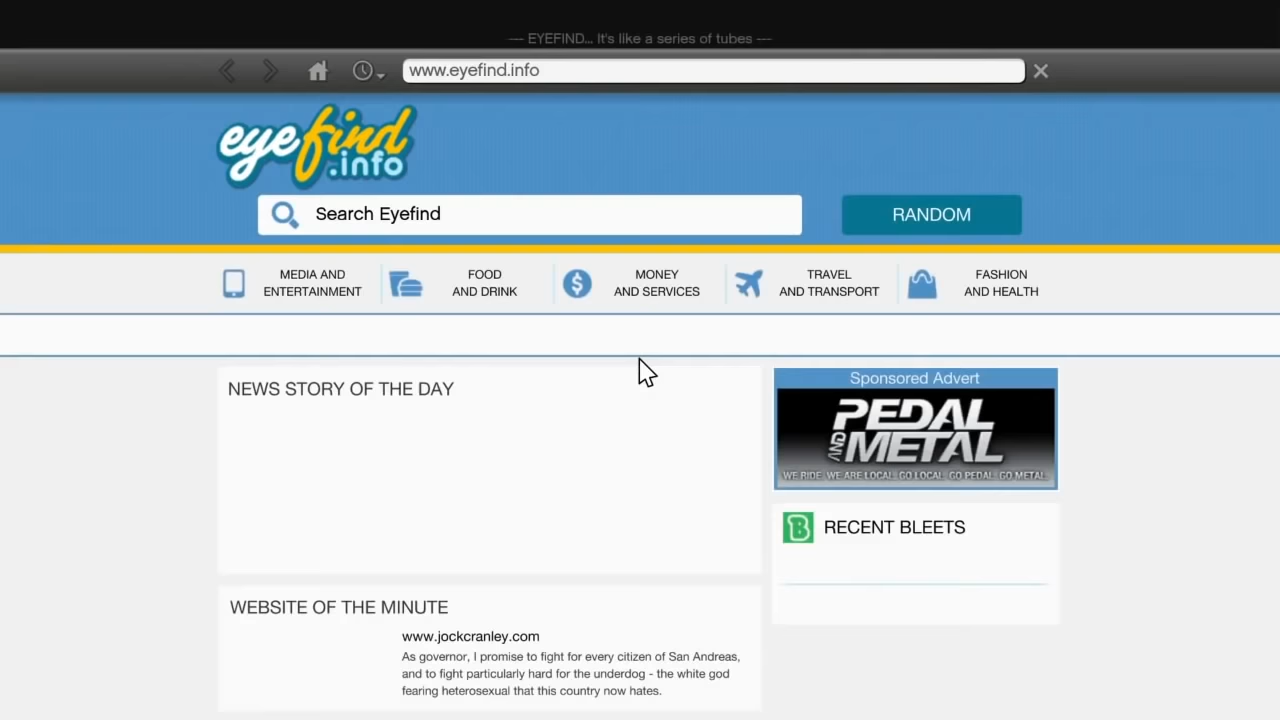 --- EYEFIND... It's like a series of tubes ---
www.eyefind.info
eyefind
.info
Search Eyefind
RANDOM
MEDIA AND
ENTERTAINMENT
FOOD
AND DRINK
MONEY
AND SERVICES
TRAVEL
AND TRANSPORT
FASHION
AND HEALTH
NEWS STORY OF THE DAY
Sponsored Advert
PEDAL
AND METAL
WE RIDE. WE ARE LOCAL. GO LOCAL. GO PEDAL. GO METAL.
B RECENT BLEETS
WEBSITE OF THE MINUTE
www.jockcranley.com
As governor, I promise to fight for every citizen of San Andreas,
and to fight particularly hard for the underdog - the white god
fearing heterosexual that this country now hates.